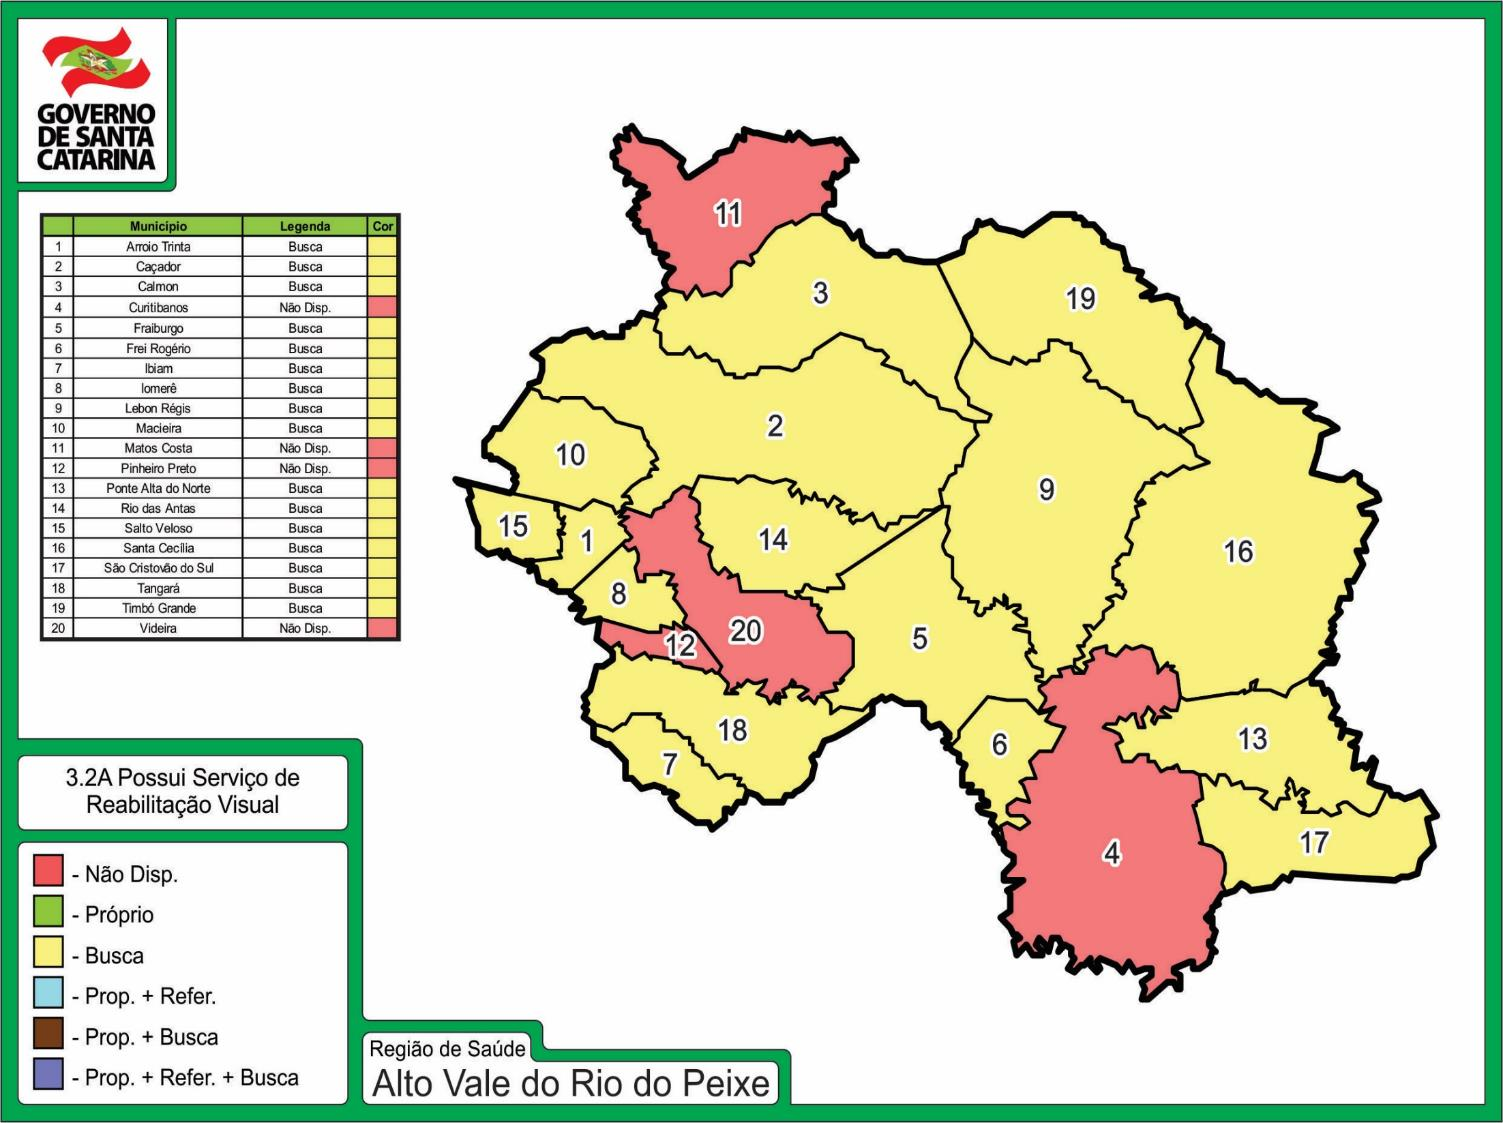 GOVERNO
DE SANTA
CATARINA
Município Legenda Cor
1 Arroio Trinta Busca
2 Caçador Busca
3 Calmon Busca
4 Curitibanos Não Disp.
5 Fraiburgo Busca
6 Frei Rogério Busca
7 Ibiam Busca
8 Iomerê Busca
9 Lebon Régis Busca
10 Macieira Busca
11 Matos Costa Não Disp.
12 Pinheiro Preto Não Disp.
13 Ponte Alta do Norte Busca
14 Rio das Antas Busca
15 Salto Veloso Busca
16 Santa Cecília Busca
17 São Cristovão do Sul Busca
18 Tangará Busca
19 Timbó Grande Busca
20 Videira Não Disp.
11
3
19
2
10
9
15
1
14
16
8
20
12
5
18
7
6
13
4
17
3.2A Possui Serviço de
Reabilitação Visual
- Não Disp.
- Próprio
- Busca
- Prop. + Refer.
- Prop. + Busca
- Prop. + Refer. + Busca
Região de Saúde
Alto Vale do Rio do Peixe